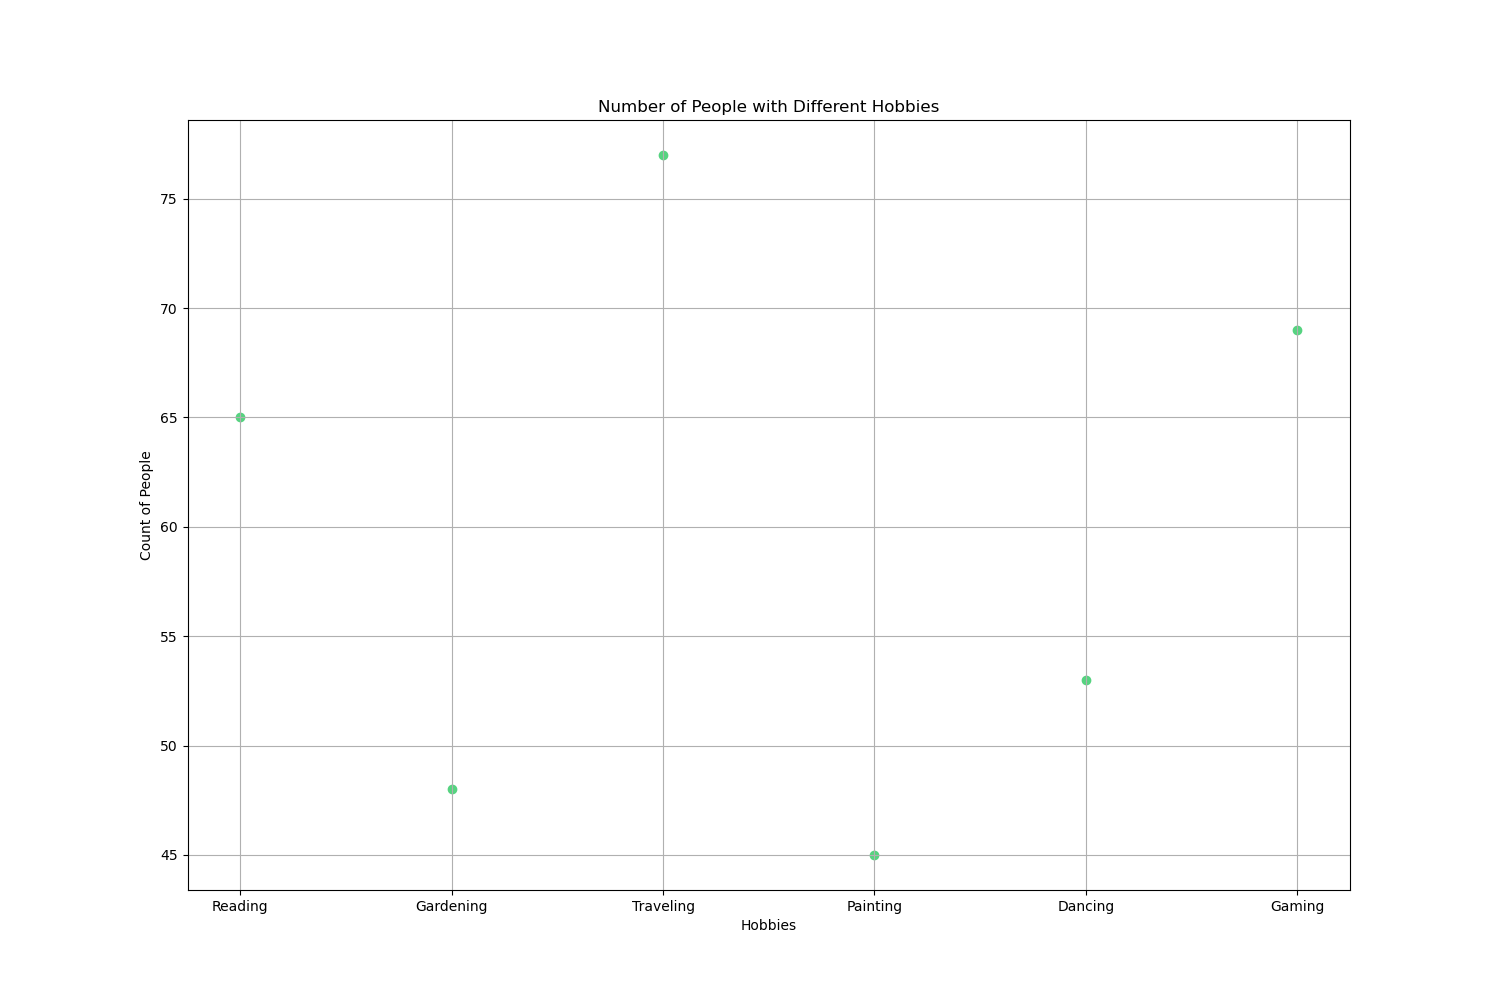 Number of People with Different Hobbies
75
70
65
60
55
50
45
Count of People
Reading Gardening Traveling Painting Dancing Gaming
Hobbies